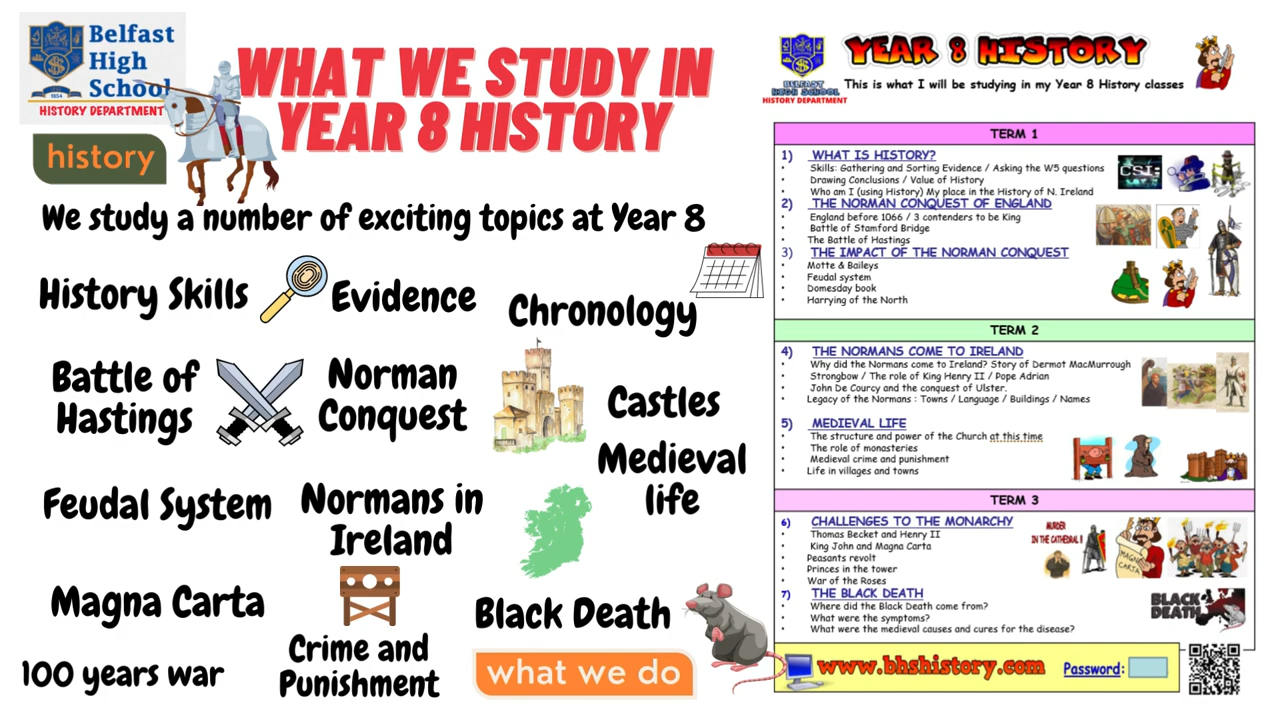 Belfast
High
School
1854
HISTORY DEPARTMENT
history
WHAT WE STUDY IN
YEAR 8 HISTORY
We study a number of exciting topics at Year 8
History Skills
Evidence
Chronology
Battle of
Hastings
Norman
Conquest
Castles
Medieval
life
Feudal System
Normans in
Ireland
Magna Carta
Black Death
100 years war
Crime and
Punishment
what we do
BELFAST
HIGH SCHOOL
HISTORY DEPARTMENT
YEAR 8 HISTORY
This is what I will be studying in my Year 8 History classes
TERM 1
1) WHAT IS HISTORY?
• Skills: Gathering and Sorting Evidence / Asking the W5 questions
• Drawing Conclusions / Value of History
• Who am I (using History) My place in the History of N. Ireland
CSI:
2) THE NORMAN CONQUEST OF ENGLAND
• England before 1066 / 3 contenders to be King
• Battle of Stamford Bridge
• The Battle of Hastings
3) THE IMPACT OF THE NORMAN CONQUEST
• Motte & Baileys
• Feudal system
• Domesday book
• Harrying of the North
TERM 2
4) THE NORMANS COME TO IRELAND
• Why did the Normans come to Ireland? Story of Dermot MacMurrough
• Strongbow / The role of King Henry II / Pope Adrian
• John De Courcy and the conquest of Ulster.
• Legacy of the Normans : Towns / Language / Buildings / Names
5) MEDIEVAL LIFE
• The structure and power of the Church at this time
• The role of monasteries
• Medieval crime and punishment
• Life in villages and towns
TERM 3
6) CHALLENGES TO THE MONARCHY
• Thomas Becket and Henry II
• King John and Magna Carta
• Peasants revolt
• Princes in the tower
• War of the Roses
MURDER
IN THE CATHEDRAL !
MAGNA
CARTA
7) THE BLACK DEATH
• Where did the Black Death come from?
• What were the symptoms?
• What were the medieval causes and cures for the disease?
BLACK
DEATH
www.bhshistory.com
Password: